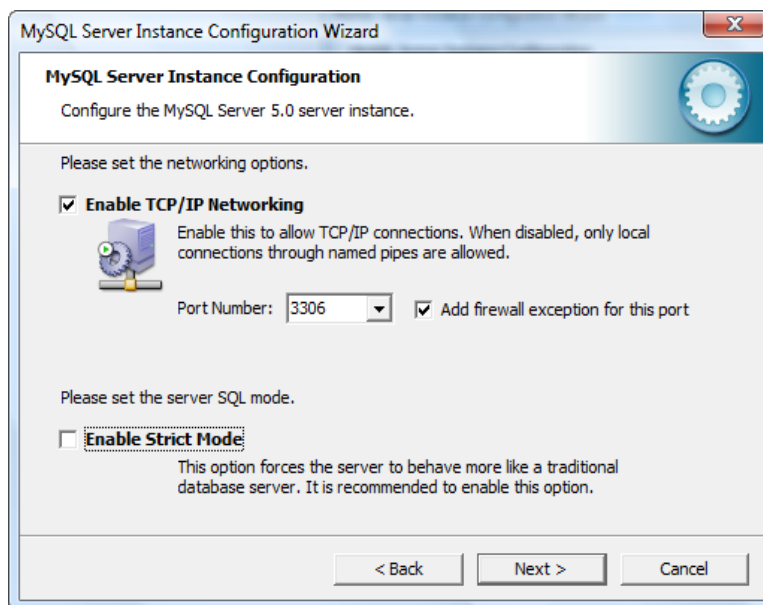 MySQL Server Instance Configuration Wizard
MySQL Server Instance Configuration
Configure the MySQL Server 5.0 server instance.
Please set the networking options.
Enable TCP/IP Networking
Enable this to allow TCP/IP connections. When disabled, only local
connections through named pipes are allowed.
Port Number: 3306 Add firewall exception for this port
Please set the server SQL mode.
Enable Strict Mode
This option forces the server to behave more like a traditional
database server. It is recommended to enable this option.
< Back Next > Cancel